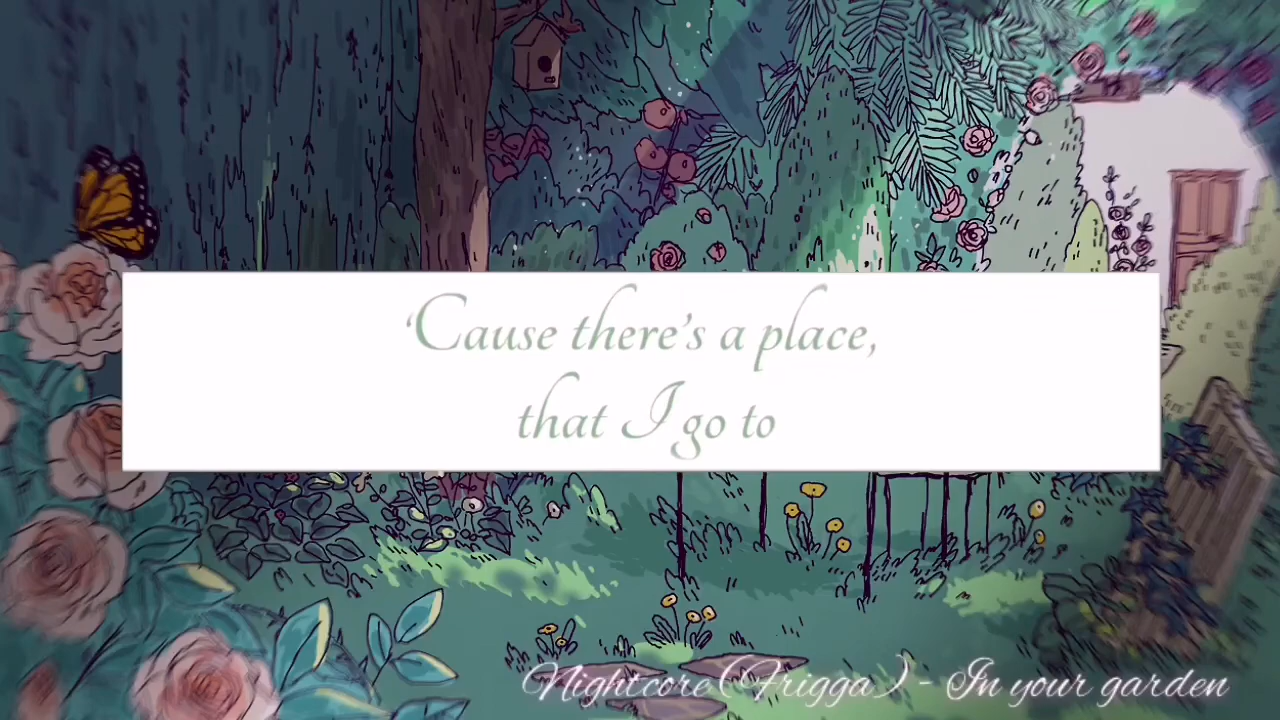 ‘Cause there’s a place,
that I go to
Nightcore (Frigga) - In your garden